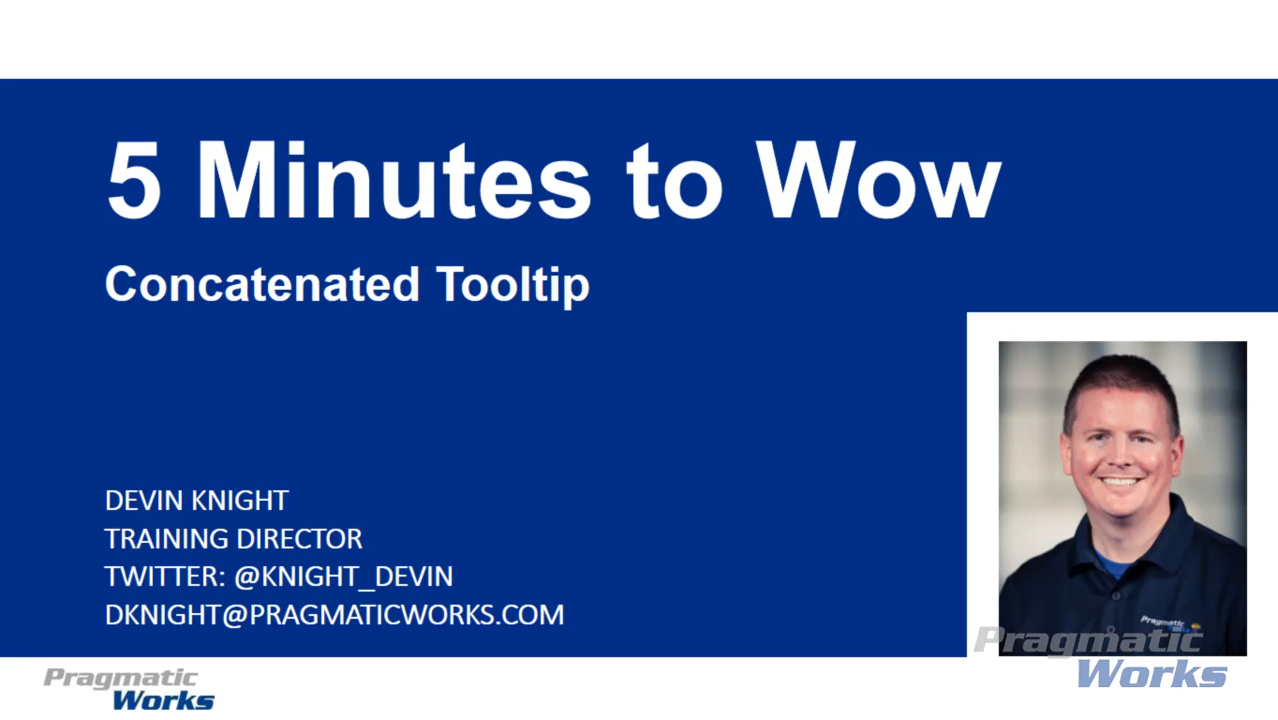 5 Minutes to Wow
Concatenated Tooltip
DEVIN KNIGHT
TRAINING DIRECTOR
TWITTER: @KNIGHT_DEVIN
DKNIGHT@PRAGMATICWORKS.COM
Pragmatic
Works
Pragmatic
Pragmatic
Works